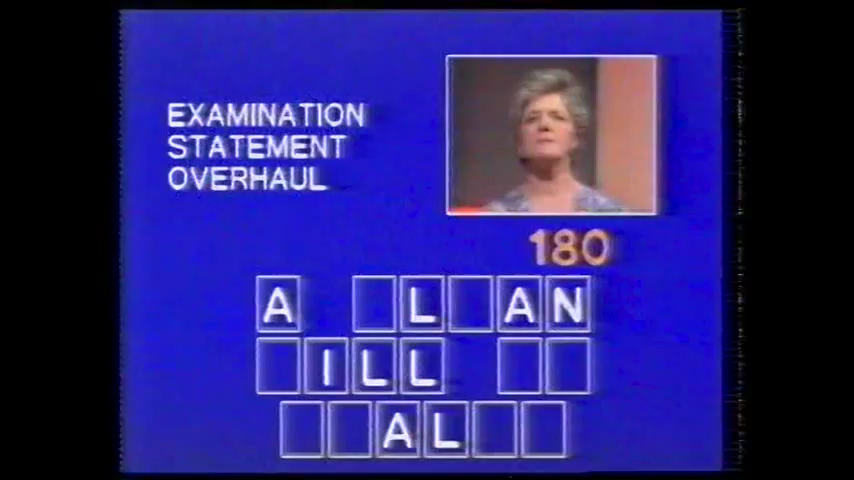 EXAMINATION
STATEMENT
OVERHAUL
180
A L AN
ILL
AL